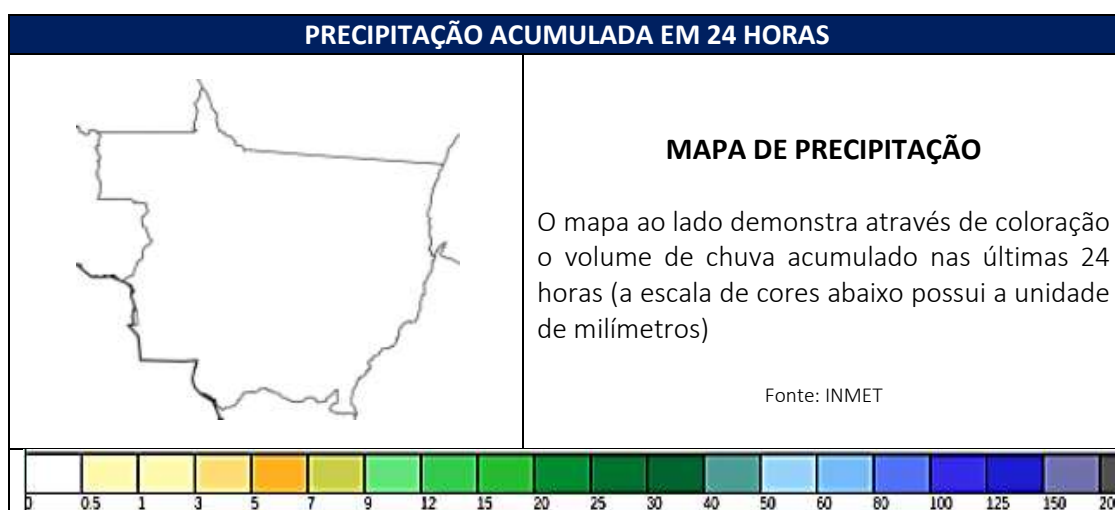 PRECIPITAÇÃO ACUMULADA EM 24 HORAS
MAPA DE PRECIPITAÇÃO
O mapa ao lado demonstra através de coloração
o volume de chuva acumulado nas últimas 24
horas (a escala de cores abaixo possui a unidade
de milímetros)
Fonte: INMET
0 0.5 1 3 5 7 9 12 15 20 25 30 40 50 60 80 100 125 150